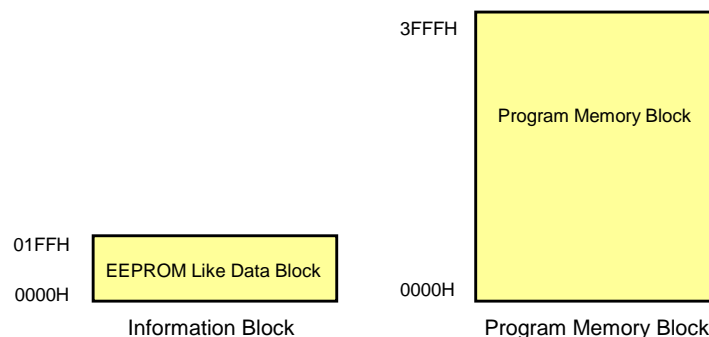 3FFFH
Program Memory Block
01FFH
EEPROM Like Data Block
0000H
0000H
Information Block
Program Memory Block